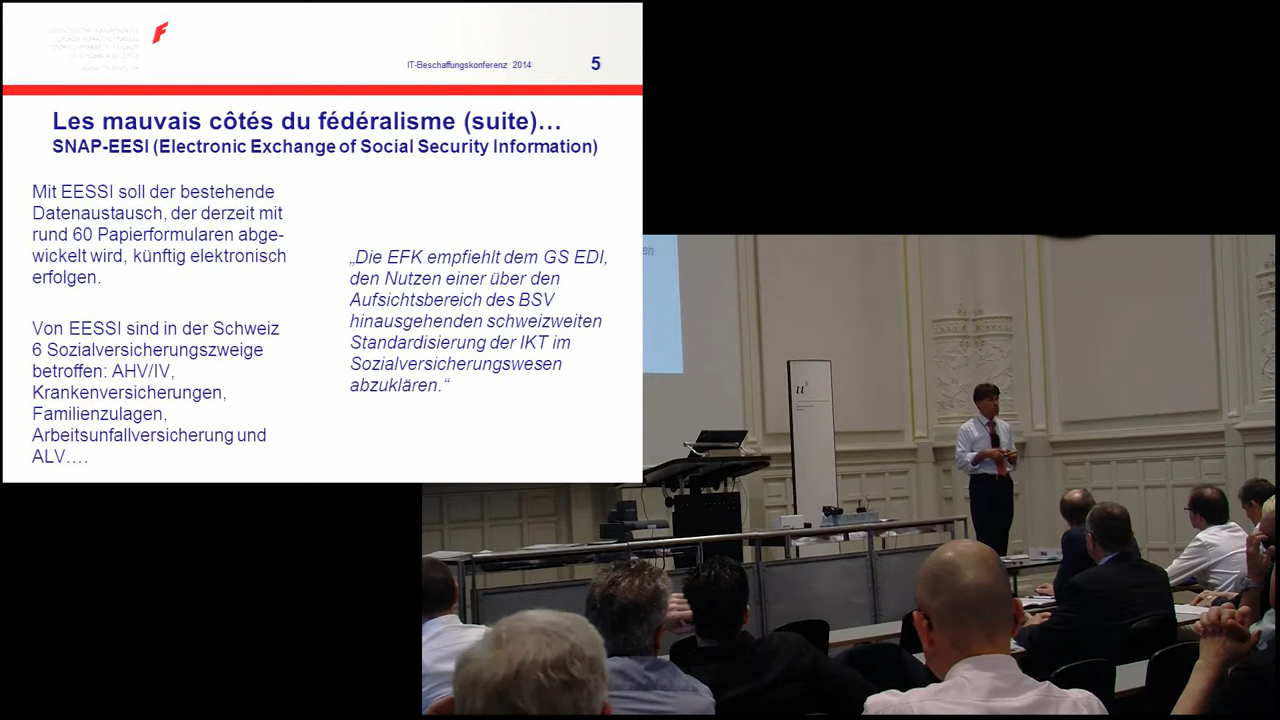 IT-Beschaffungskonferenz 2014
5
Les mauvais côtés du fédéralisme (suite)…
SNAP-EESI (Electronic Exchange of Social Security Information)
Mit EESSI soll der bestehende
Datenaustausch, der derzeit mit
rund 60 Papierformularen abge-
wickelt wird, künftig elektronisch
erfolgen.
Von EESSI sind in der Schweiz
6 Sozialversicherungszweige
betroffen: AHV/IV,
Krankenversicherungen,
Familienzulagen,
Arbeitsunfallversicherung und
ALV….
„Die EFK empfiehlt dem GS EDI,
den Nutzen einer über den
Aufsichtsbereich des BSV
hinausgehenden schweizweiten
Standardisierung der IKT im
Sozialversicherungswesen
abzuklären.“
en
u